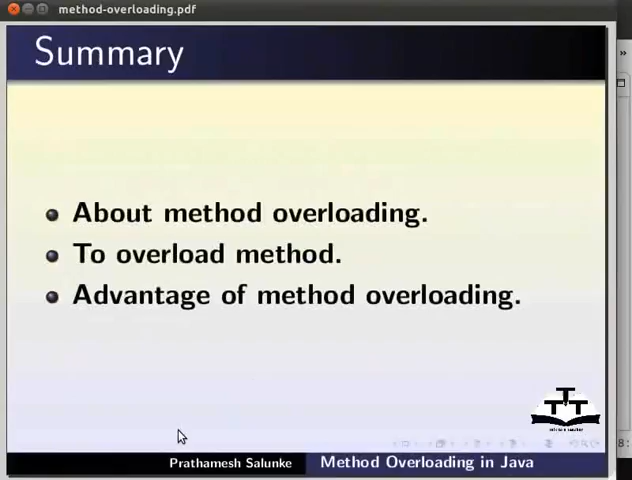 method-overloading.pdf
Summary
About method overloading.
To overload method.
Advantage of method overloading.
Prathamesh Salunke
Method Overloading in Java